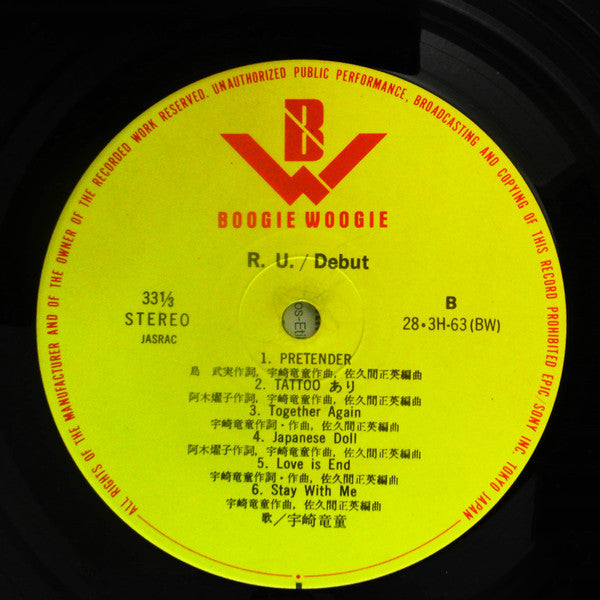 ALL RIGHTS OF THE MANUFACTURER AND OF THE OWNER OF THE RECORDED WORK RESERVED. UNAUTHORIZED PUBLIC PERFORMANCE, BROADCASTING AND COPYING OF THIS RECORD PROHIBITED EPIC SONY INC. TOKYO JAPAN
B
W
BOOGIE WOOGIE
R. U. / Debut
33⅓
STEREO
JASRAC
B
28・3H-63 (BW)
1. PRETENDER
島 武実作詞, 宇崎竜童作曲, 佐久間正英編曲
2. TATTOO あり
阿木燿子作詞, 宇崎竜童作曲, 佐久間正英編曲
3. Together Again
宇崎竜童作詞・作曲, 佐久間正英編曲
4. Japanese Doll
阿木燿子作詞, 宇崎竜童作曲, 佐久間正英編曲
5. Love is End
宇崎竜童作詞・作曲, 佐久間正英編曲
6. Stay With Me
宇崎竜童作曲, 佐久間正英編曲
歌／宇崎竜童